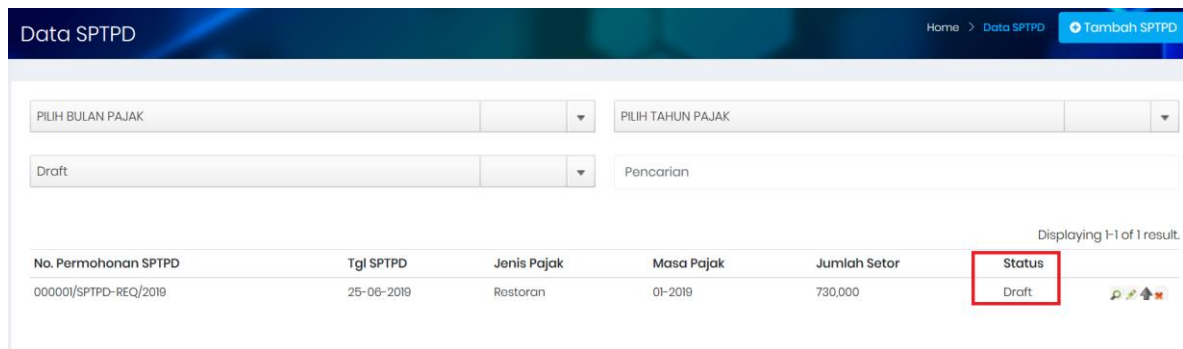 Data SPTPD
Home > Data SPTPD
Tambah SPTPD
PILIH BULAN PAJAK
PILIH TAHUN PAJAK
Draft
Pencarian
Displaying 1-1 of 1 result.
No. Permohonan SPTPD Tgl SPTPD Jenis Pajak Masa Pajak Jumlah Setor Status
000001/SPTPD-REQ/2019 25-06-2019 Restoran 01-2019 730,000 Draft